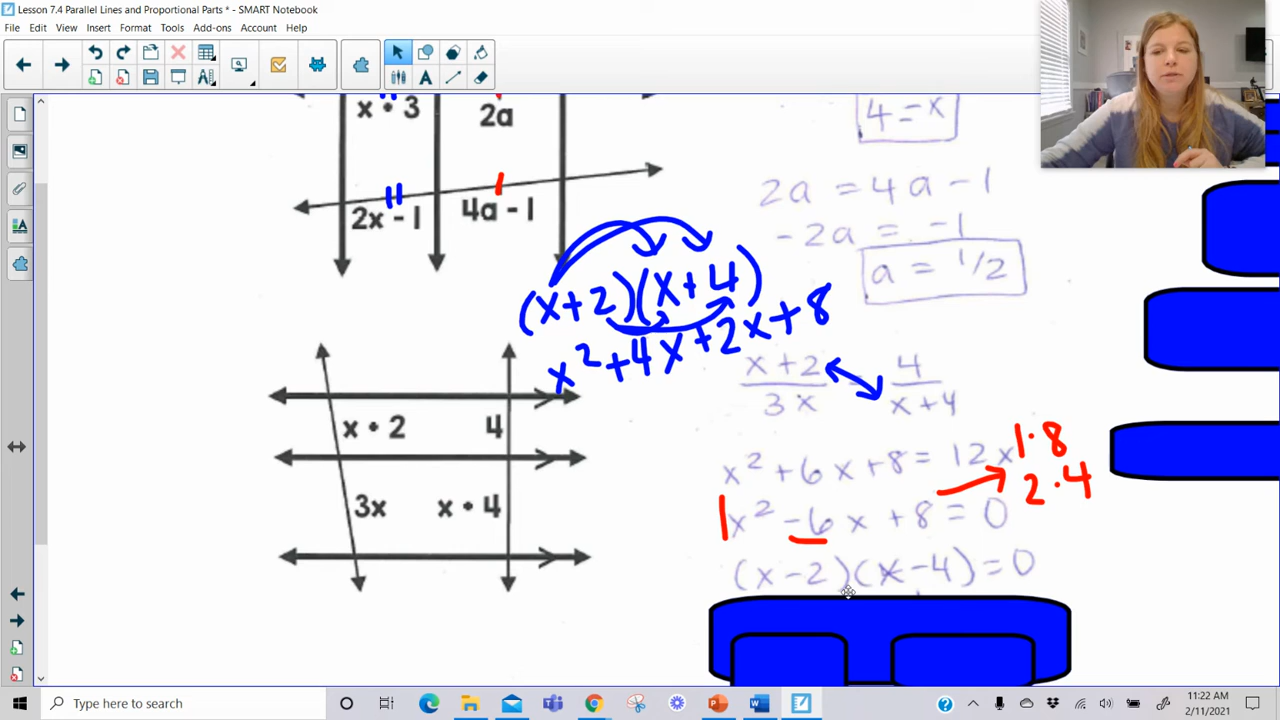 Lesson 7.4 Parallel Lines and Proportional Parts * - SMART Notebook
File Edit View Insert Format Tools Add-ons Account Help
x + 3
2a
2x - 1
4a - 1
4 = x
2a = 4a - 1
-2a = -1
a = 1/2
(x+2)(x+4)
x² + 4x + 2x + 8
x + 2
4
3x
x + 4
x+2 / 3x = 4 / x+4
x² + 6x + 8 = 12x
1·8
2·4
1x² - 6x + 8 = 0
(x-2)(x-4) = 0
Type here to search
11:22 AM
2/11/2021